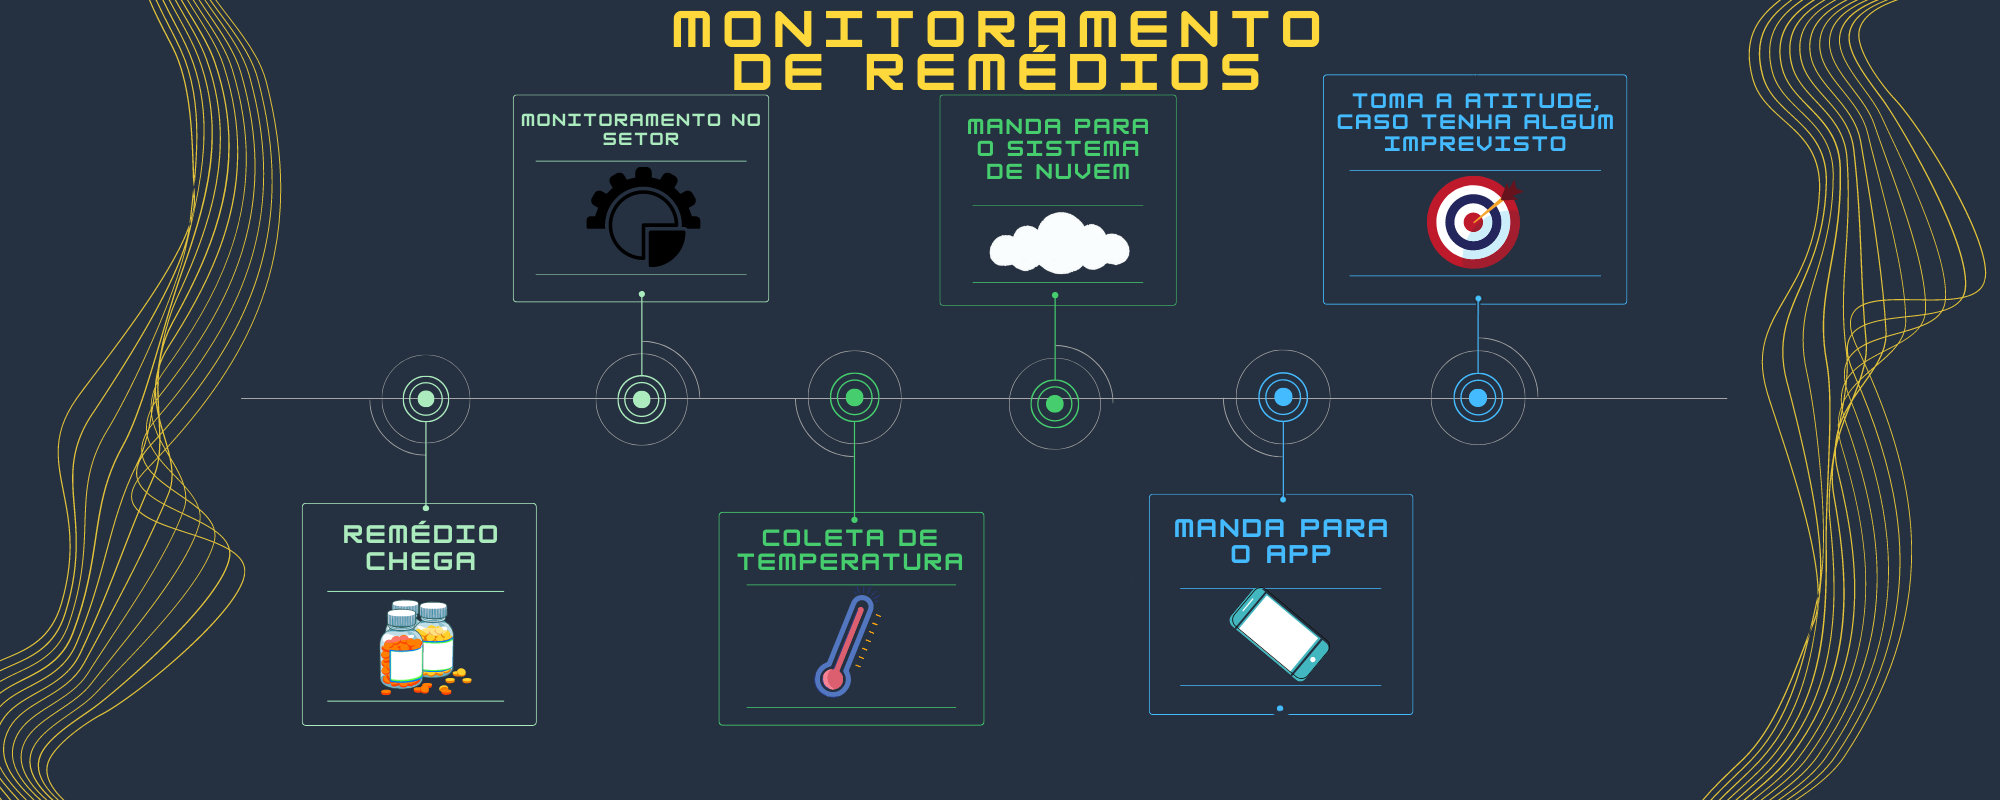 MONITORAMENTO
DE REMÉDIOS
REMÉDIO
CHEGA
MONITORAMENTO NO
SETOR
COLETA DE
TEMPERATURA
MANDA PARA
O SISTEMA
DE NUVEM
MANDA PARA
O APP
TOMA A ATITUDE,
CASO TENHA ALGUM
IMPREVISTO